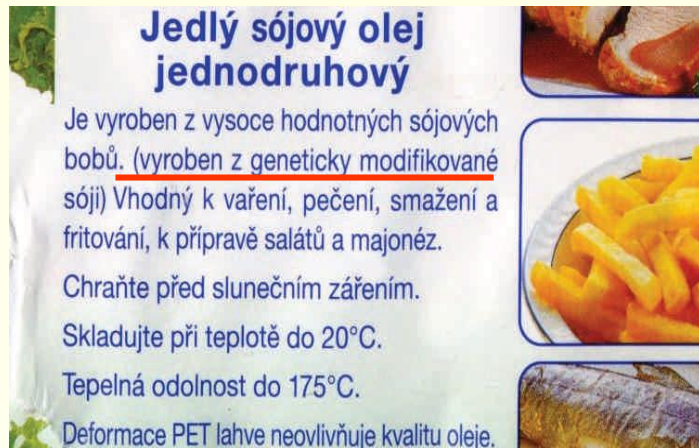 Jedlý sójový olej
jednodruhový
Je vyroben z vysoce hodnotných sójových
bobů. (vyroben z geneticky modifikované
sóji) Vhodný k vaření, pečení, smažení a
fritování, k přípravě salátů a majonéz.
Chraňte před slunečním zářením.
Skladujte při teplotě do 20°C.
Tepelná odolnost do 175°C.
Deformace PET lahve neovlivňuje kvalitu oleje.